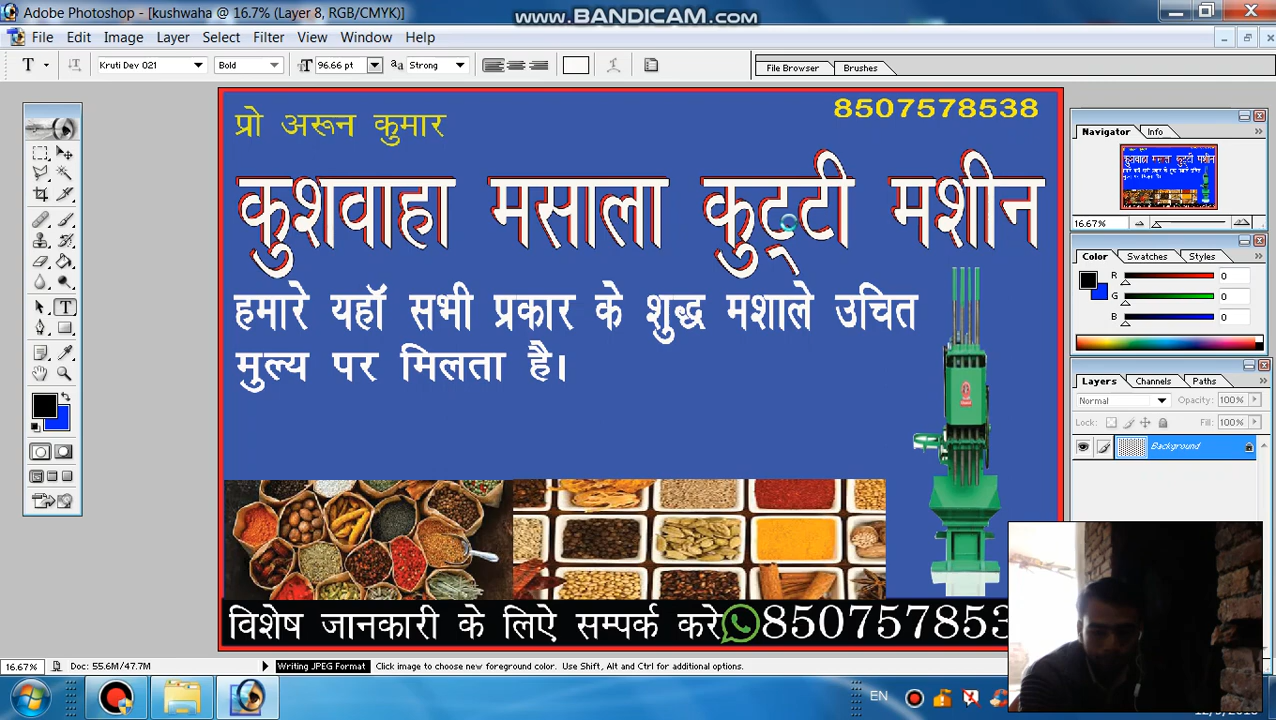 Adobe Photoshop - [kushwaha @ 16.7% (Layer 8, RGB/CMYK)]
www.BANDICAM.com
File Edit Image Layer Select Filter View Window Help
T Kruti Dev 021 Bold 96.66 pt Strong File Browser Brushes
प्रो अरून कुमार
8507578538
कुशवाहा मसाला कुट्टी मशीन
हमारे यहॉ सभी प्रकार के शुद्ध मशाले उचित
मुल्य पर मिलता है।
विशेष जानकारी के लिऐ सम्पर्क करे 850757853
Navigator Info
16.67%
Color Swatches Styles
R 0
G 0
B 0
Layers Channels Paths
Normal Opacity: 100%
Lock: Fill: 100%
Background
16.67% Doc: 55.6M/47.7M Writing JPEG Format Click image to choose new foreground color. Use Shift, Alt and Ctrl for additional options.
EN